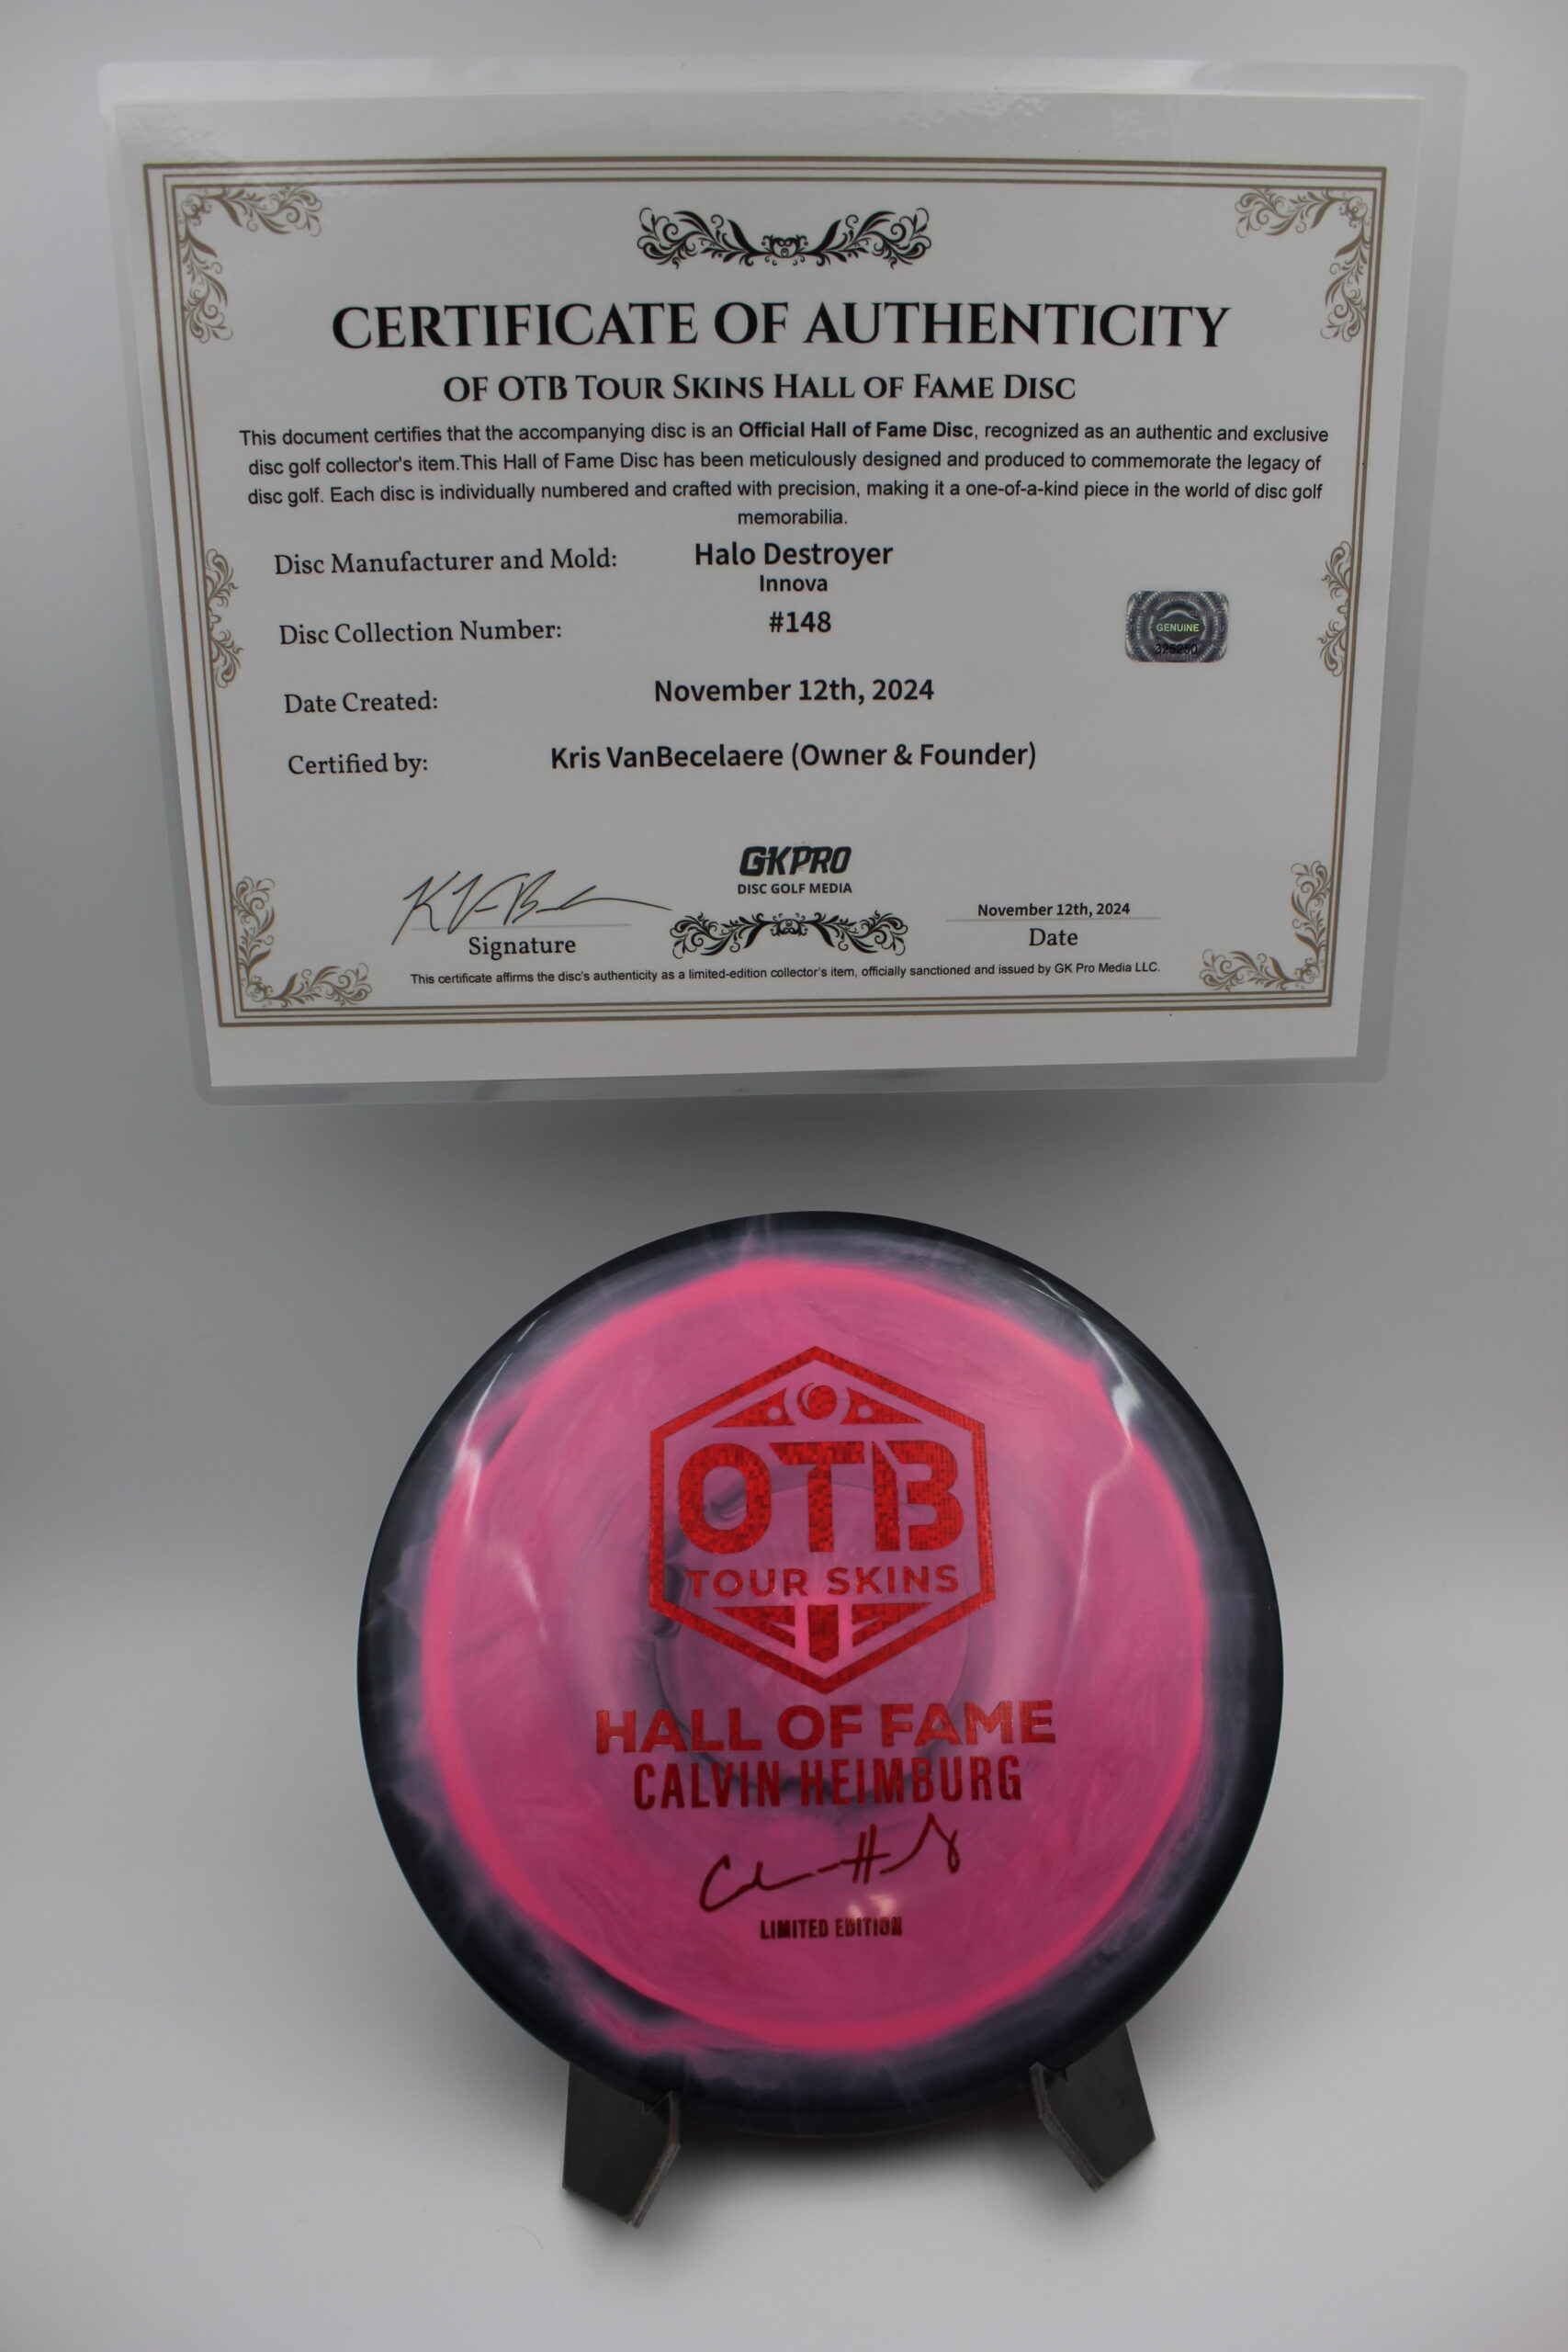 CERTIFICATE OF AUTHENTICITY
OF OTB TOUR SKINS HALL OF FAME DISC
This document certifies that the accompanying disc is an Official Hall of Fame Disc, recognized as an authentic and exclusive
disc golf collector's item.This Hall of Fame Disc has been meticulously designed and produced to commemorate the legacy of
disc golf. Each disc is individually numbered and crafted with precision, making it a one-of-a-kind piece in the world of disc golf
memorabilia.
Disc Manufacturer and Mold: Halo Destroyer
Innova
Disc Collection Number: #148
GENUINE
Date Created: November 12th, 2024
Certified by: Kris VanBecelaere (Owner & Founder)
GKPRO
DISC GOLF MEDIA
November 12th, 2024
Signature
Date
This certificate affirms the disc's authenticity as a limited-edition collector's item, officially sanctioned and issued by GK Pro Media LLC.
OTB
TOUR SKINS
HALL OF FAME
CALVIN HEIMBURG
LIMITED EDITION